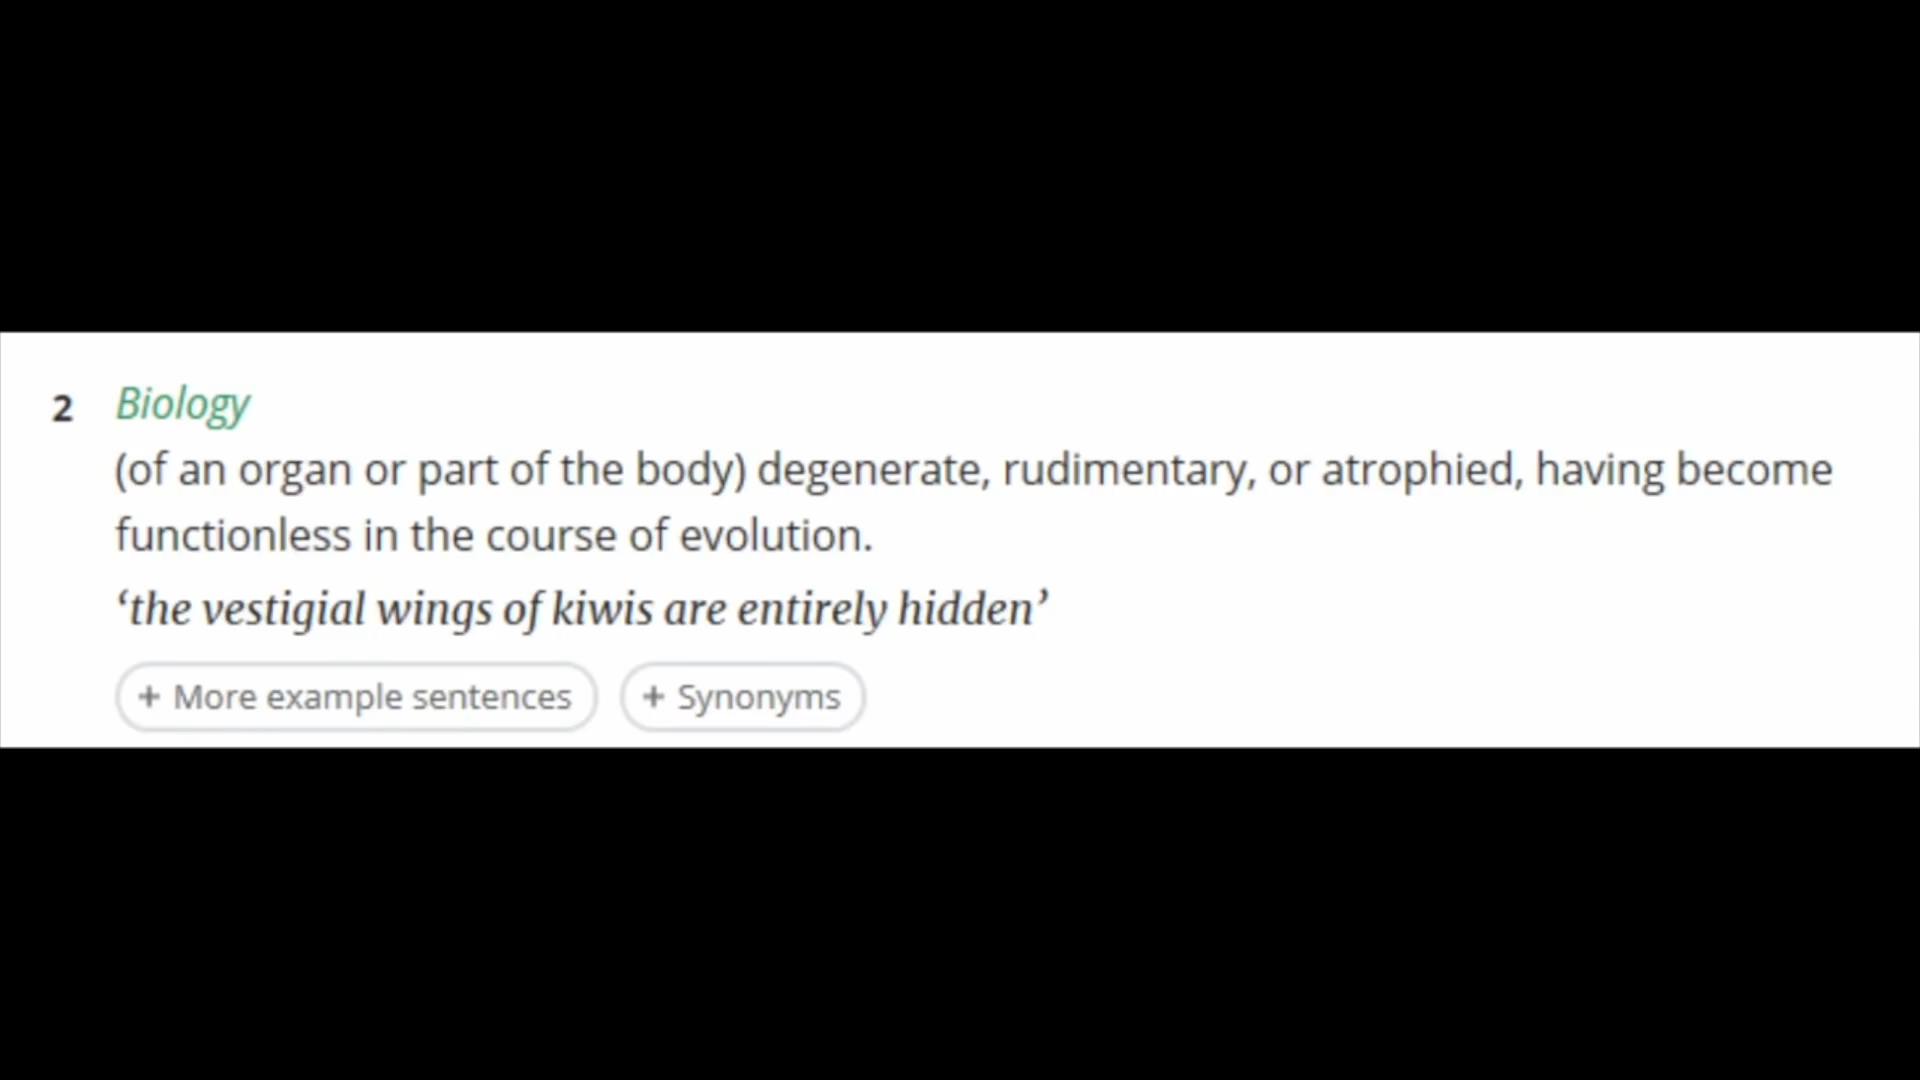 2 Biology
(of an organ or part of the body) degenerate, rudimentary, or atrophied, having become
functionless in the course of evolution.
‘the vestigial wings of kiwis are entirely hidden’
+ More example sentences + Synonyms